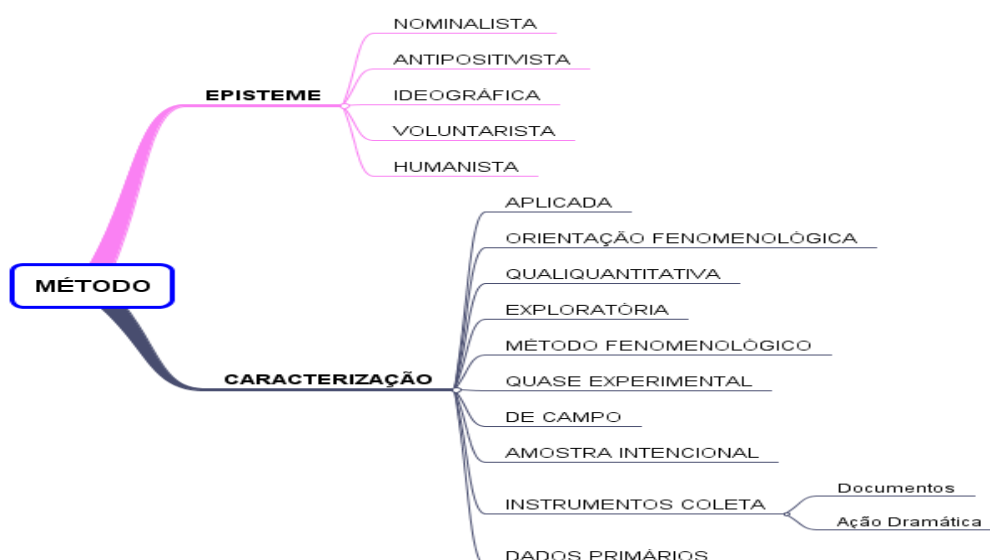 NOMINALISTA
ANTIPOSITIVISTA
EPISTEME
IDEOGRÁFICA
VOLUNTARISTA
HUMANISTA
APLICADA
ORIENTAÇÃO FENOMENOLÓGICA
QUALIQUANTITATIVA
MÉTODO
EXPLORATÓRIA
MÉTODO FENOMENOLÓGICO
CARACTERIZAÇÃO
QUASE EXPERIMENTAL
DE CAMPO
AMOSTRA INTENCIONAL
INSTRUMENTOS COLETA
Documentos
Ação Dramática
DADOS PRIMÁRIOS